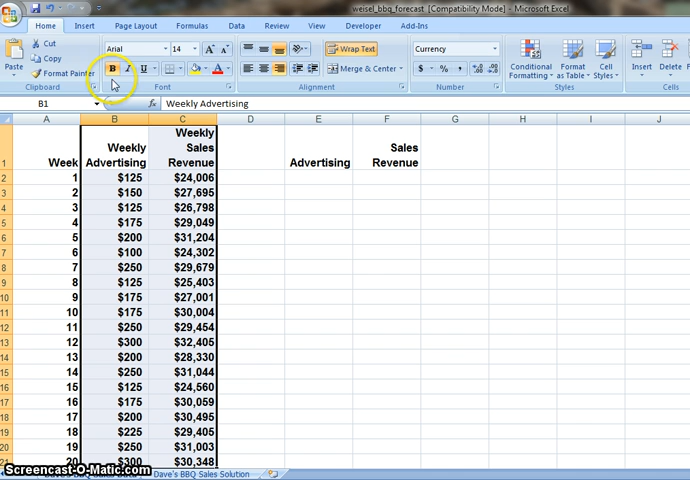 weisel_bbq_forecast [Compatibility Mode] - Microsoft Excel
Home Insert Page Layout Formulas Data Review View Developer Add-Ins
Cut
Copy
Format Painter
Paste
Clipboard
Arial 14
B I U
Font
Wrap Text
Merge & Center
Alignment
Currency
$ % ,
Number
Conditional Formatting
Format as Table
Cell Styles
Styles
Insert Delete
Cells
B1 fx Weekly Advertising
A B C D E F G H I J
1 Week Weekly Advertising Weekly Sales Revenue Advertising Sales Revenue
2 1 $125 $24,006
3 2 $150 $27,695
4 3 $125 $26,798
5 4 $175 $29,049
6 5 $200 $31,204
7 6 $100 $24,302
8 7 $250 $29,679
9 8 $125 $25,403
10 9 $175 $27,001
11 10 $175 $30,004
12 11 $250 $29,454
13 12 $300 $32,405
14 13 $200 $28,330
15 14 $250 $31,044
16 15 $125 $24,560
17 16 $175 $30,059
18 17 $200 $30,495
19 18 $225 $29,405
20 19 $250 $31,003
21 20 $300 $30,348
Screencast-O-Matic.com
Dave's BBQ Sales Solution